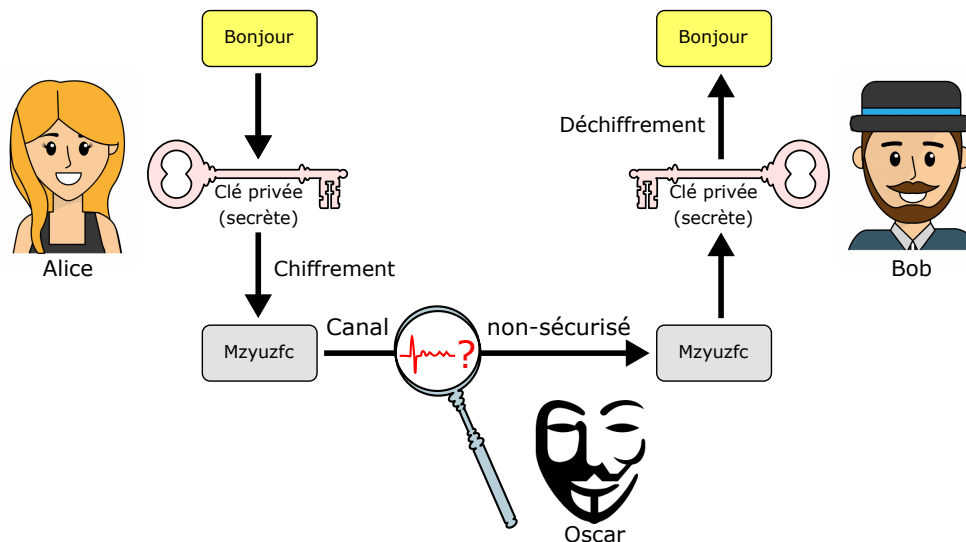 Bonjour
Bonjour
Déchiffrement
Clé privée
(secrète)
Clé privée
(secrète)
Alice
Chiffrement
Bob
Canal
non-sécurisé
Mzyuzfc
?
Mzyuzfc
Oscar